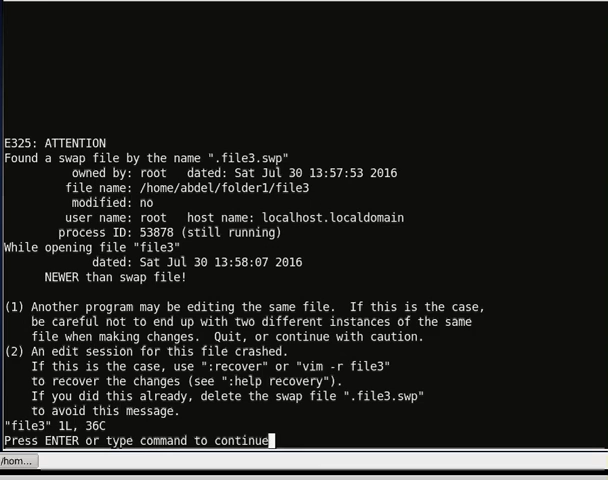 E325: ATTENTION
Found a swap file by the name ".file3.swp"
owned by: root   dated: Sat Jul 30 13:57:53 2016
file name: /home/abdel/folder1/file3
modified: no
user name: root   host name: localhost.localdomain
process ID: 53878 (still running)
While opening file "file3"
dated: Sat Jul 30 13:58:07 2016
NEWER than swap file!
(1) Another program may be editing the same file.  If this is the case,
be careful not to end up with two different instances of the same
file when making changes.  Quit, or continue with caution.
(2) An edit session for this file crashed.
If this is the case, use ":recover" or "vim -r file3"
to recover the changes (see ":help recovery").
If you did this already, delete the swap file ".file3.swp"
to avoid this message.
"file3" 1L, 36C
Press ENTER or type command to continue
/hom...